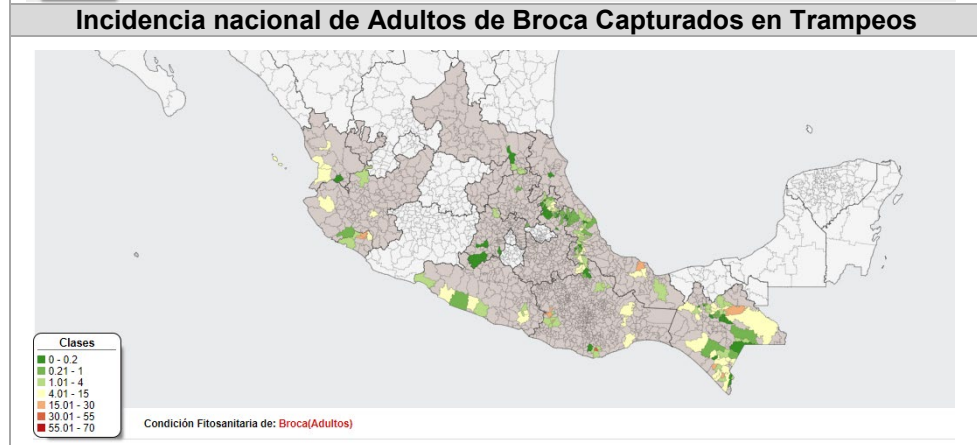 Incidencia nacional de Adultos de Broca Capturados en Trampeos
Clases
0 - 0.2
0.21 - 1
1.01 - 4
4.01 - 15
15.01 - 30
30.01 - 55
55.01 - 70
Condición Fitosanitaria de: Broca(Adultos)